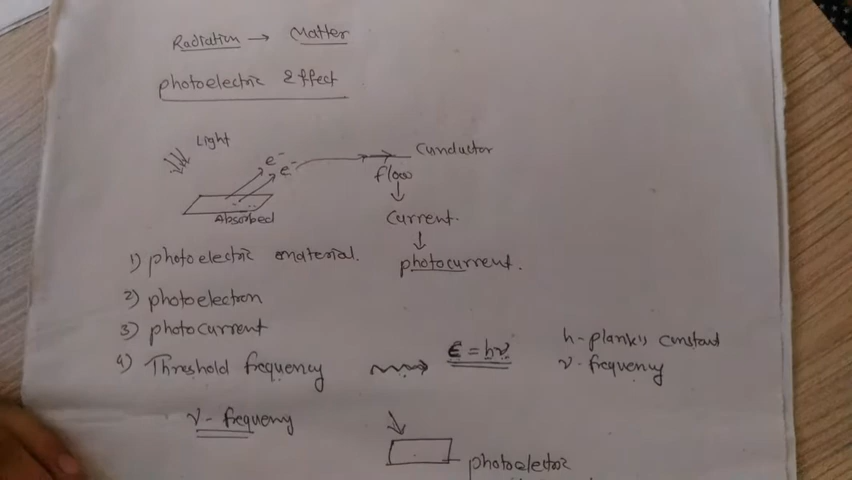 Radiation → Matter
photoelectric Effect
Light
e⁻
e⁻
Conductor
flow
Absorbed
Current.
1) photoelectric material.
photocurrent.
2) photoelectron
3) photocurrent
4) Threshold frequency
E = hν
h - plank's constant
ν - frequency
ν - frequency
photoelectric